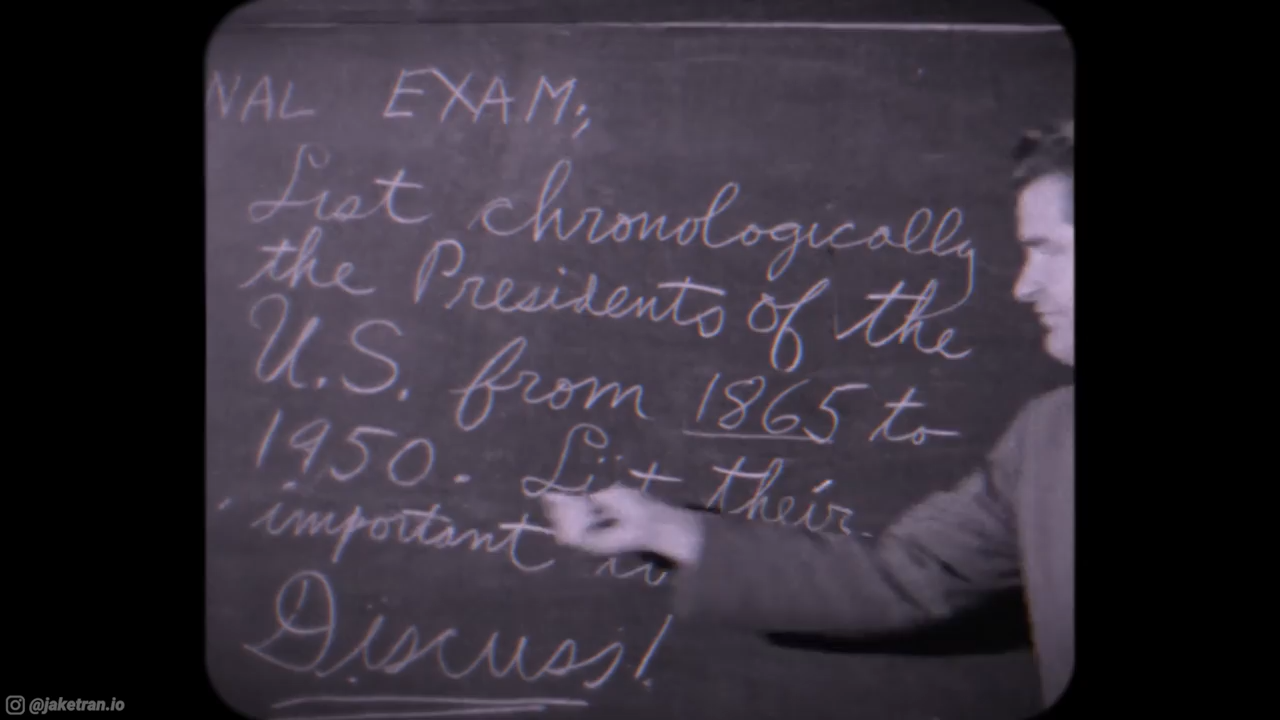 NAL EXAM;
List chronologically
the Presidents of the
U.S. from 1865 to
1950. List their
important
Discuss!
@jaketran.io